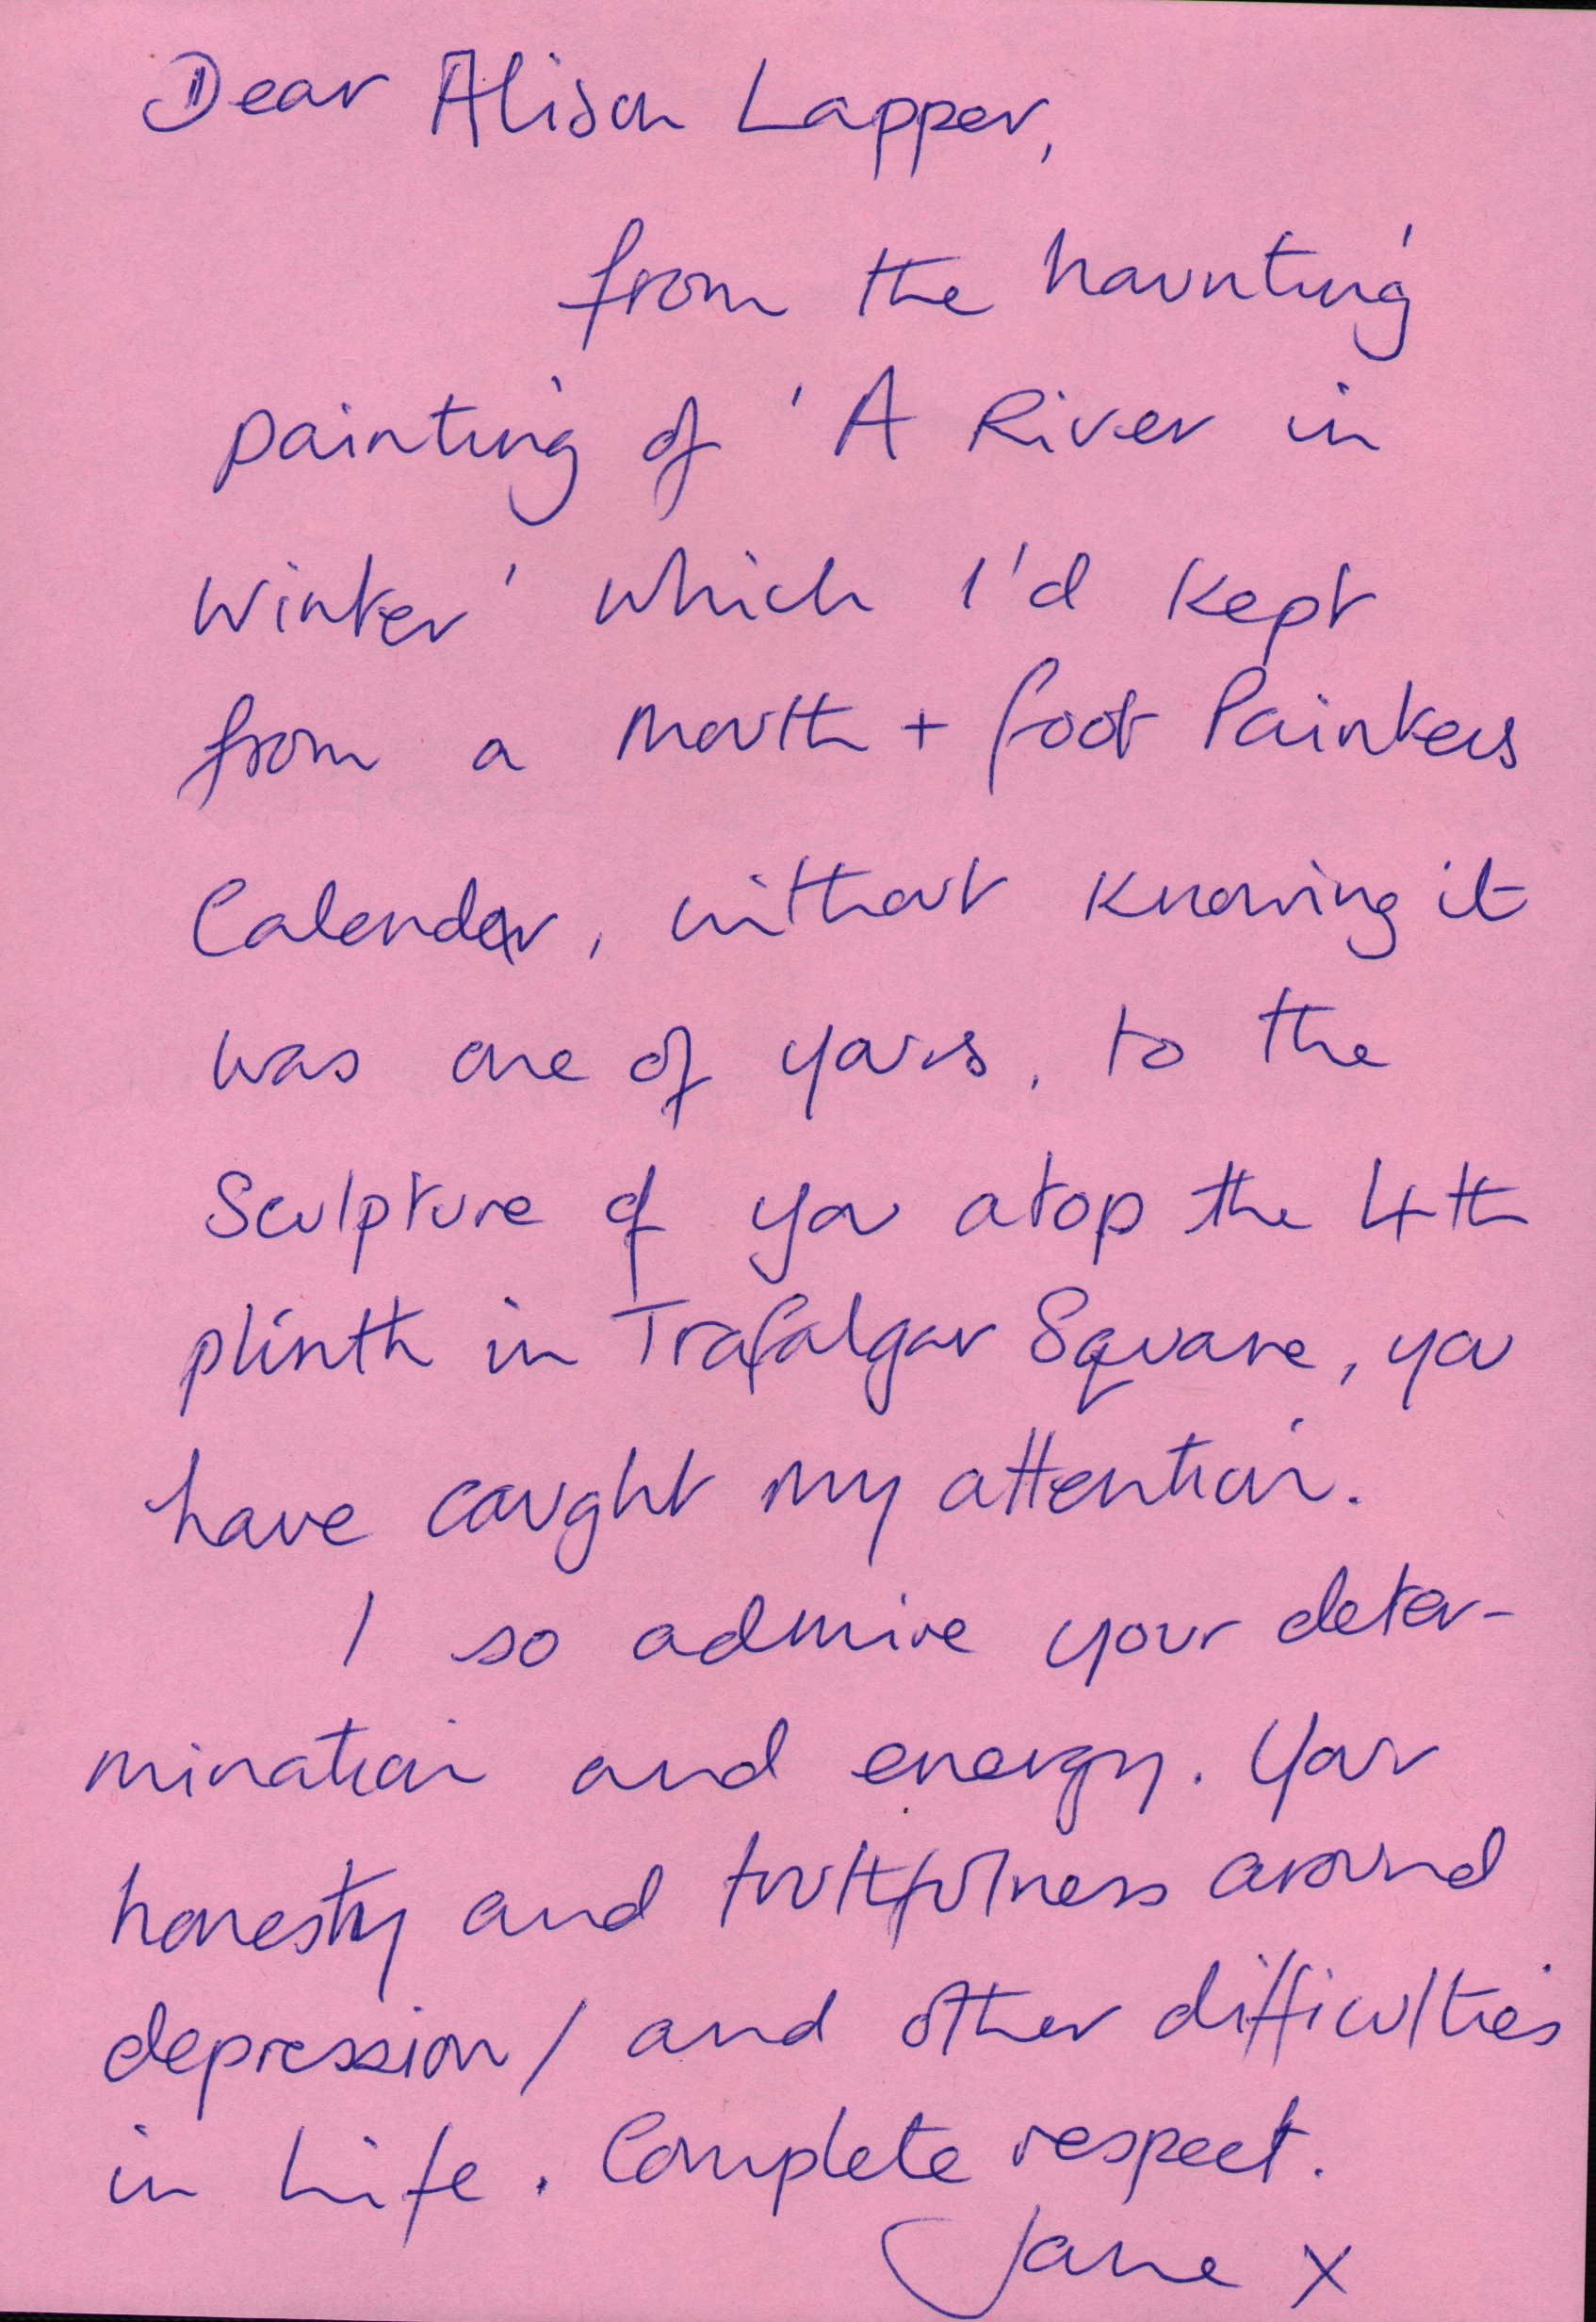 Dear Alison Lapper,
from the haunting
painting of 'A River in
Winter' which I'd kept
from a Mouth + Foot Painters
Calendar, without knowing it
was one of yours, to the
Sculpture of you atop the 4th
plinth in Trafalgar Square, you
have caught my attention.
I so admire your deter-
mination and energy. Your
honesty and truthfulness around
depression/ and other difficulties
in Life. Complete respect.
Jane x